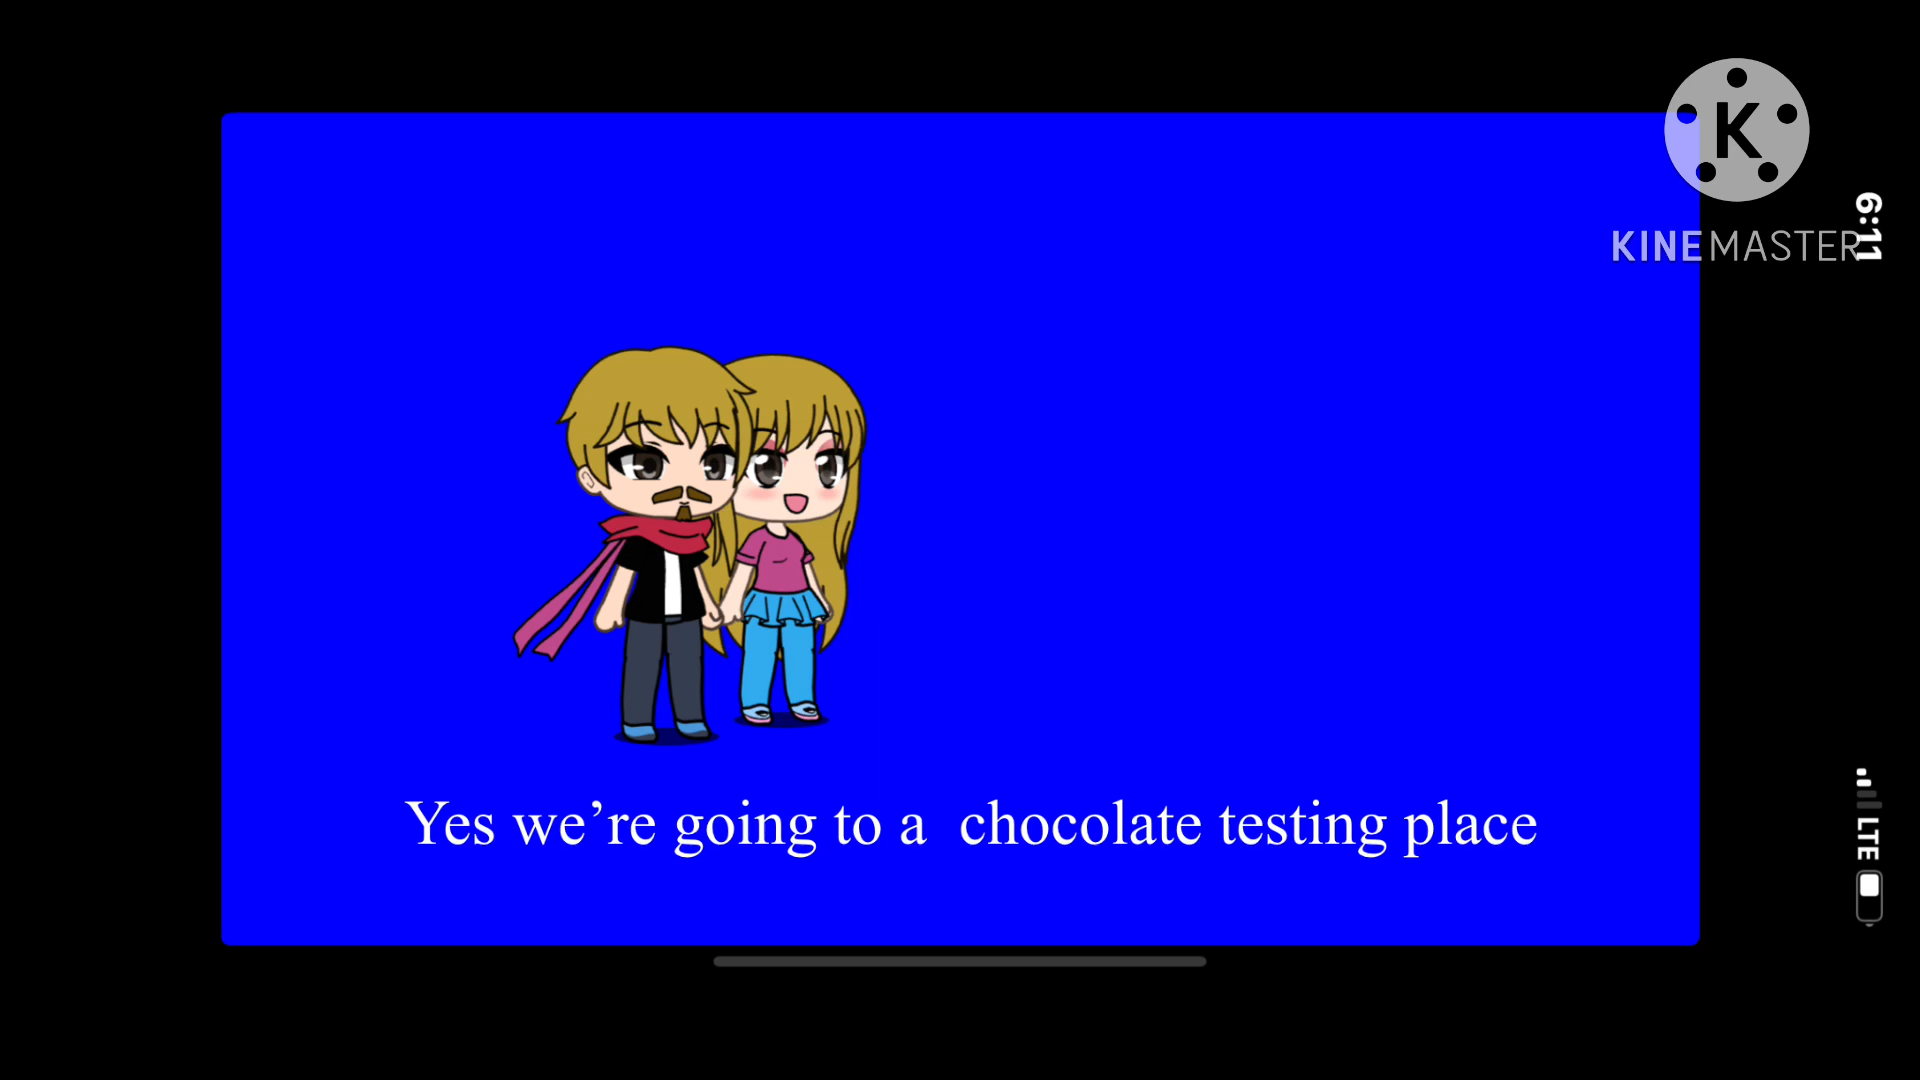 K
KINEMASTER
6:11
LTE
Yes we’re going to a  chocolate testing place